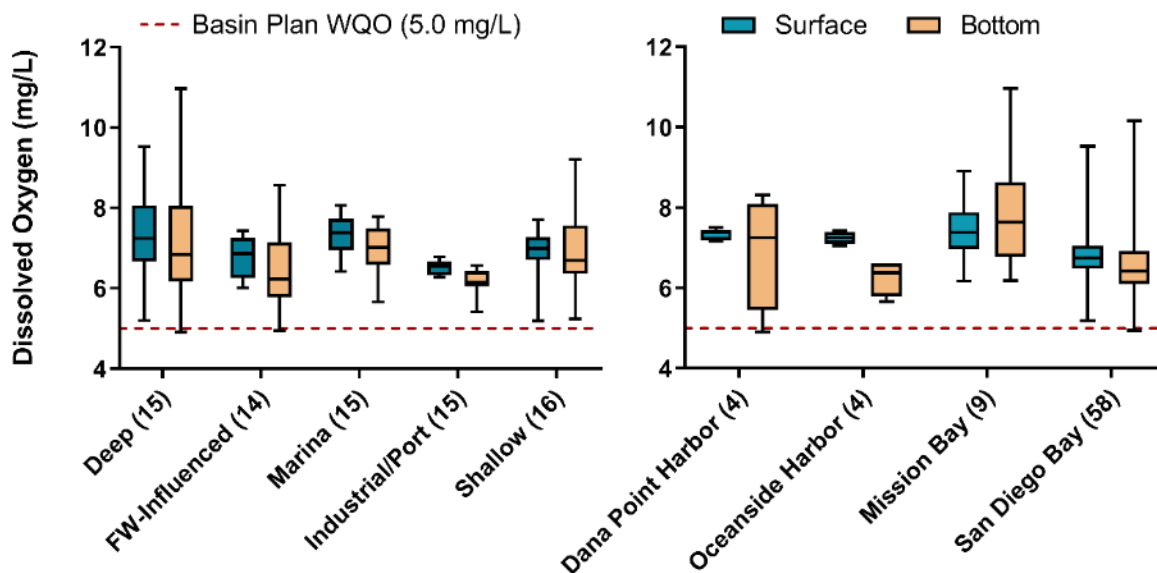 Basin Plan WQO (5.0 mg/L)
Surface
Bottom
Dissolved Oxygen (mg/L)
12
10
8
6
4
Deep (15)
FW-Influenced (14)
Marina (15)
Industrial/Port (15)
Shallow (16)
12
10
8
6
4
Dana Point Harbor (4)
Oceanside Harbor (4)
Mission Bay (9)
San Diego Bay (58)